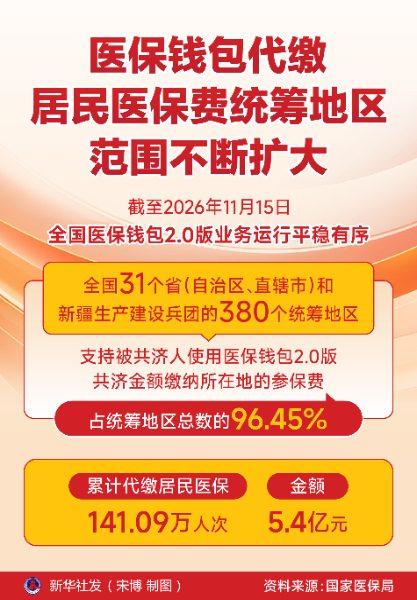 医保钱包代缴
居民医保费统筹地区
范围不断扩大
截至2026年11月15日
全国医保钱包2.0版业务运行平稳有序
全国31个省(自治区、直辖市)和
新疆生产建设兵团的380个统筹地区
支持被共济人使用医保钱包2.0版
共济金额缴纳所在地的参保费
占统筹地区总数的96.45%
累计代缴居民医保 金额
141.09万人次 5.4亿元
新华社发(宋博 制图) 资料来源:国家医保局